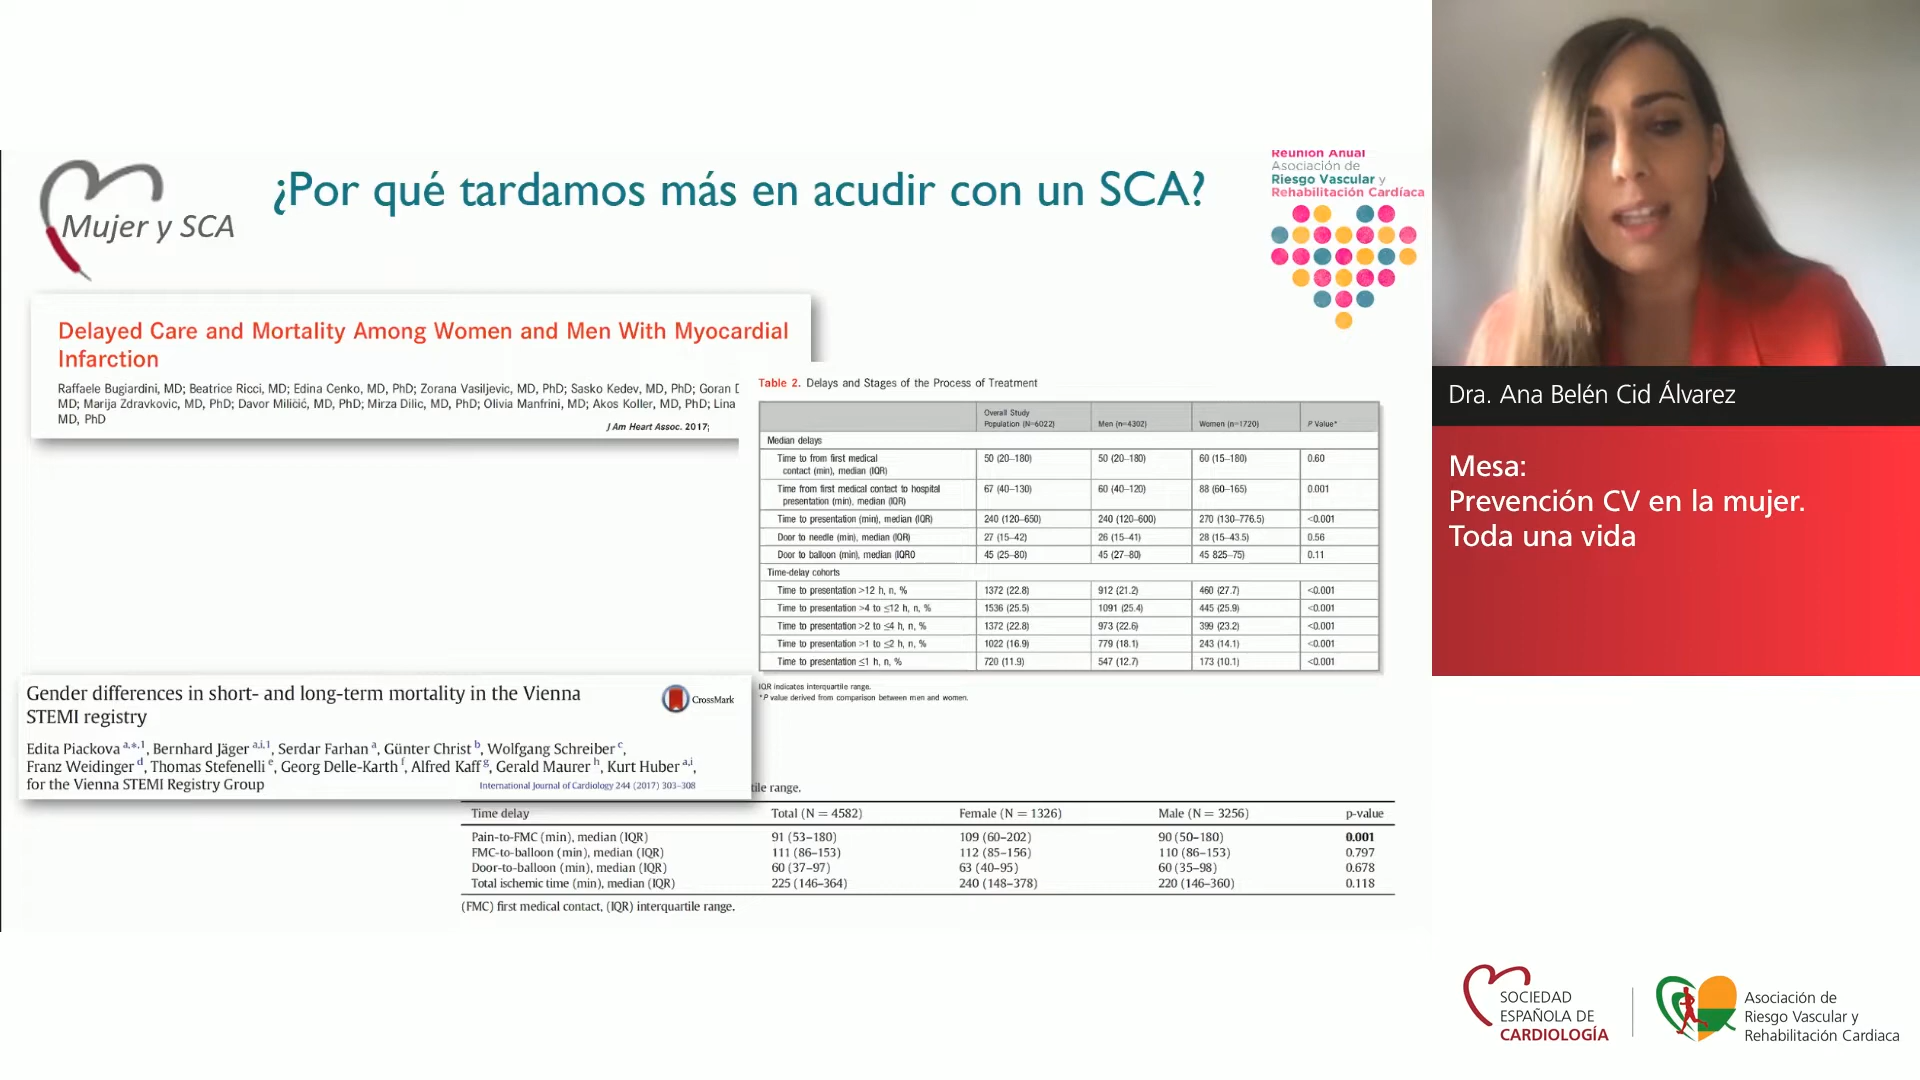 ¿Por qué tardamos más en acudir con un SCA?
Mujer y SCA
Reunión Anual
Asociación de
Riesgo Vascular y
Rehabilitación Cardíaca
Delayed Care and Mortality Among Women and Men With Myocardial
Infarction
Raffaele Bugiardini, MD; Beatrice Ricci, MD; Edina Cenko, MD, PhD; Zorana Vasiljevic, MD, PhD; Sasko Kedev, MD, PhD; Goran
MD; Marija Zdravkovic, MD, PhD; Davor Miličić, MD, PhD; Mirza Dilic, MD, PhD; Olivia Manfrini, MD; Akos Koller, MD, PhD; Lina
MD, PhD
J Am Heart Assoc. 2017;
Table 2. Delays and Stages of the Process of Treatment
Overall Study
Population (N=6022) Men (n=4302) Women (n=1720) P Value*
Median delays
Time to from first medical 50 (20–180) 50 (20–180) 60 (15–180) 0.60
contact (min), median (IQR)
Time from first medical contact to hospital 67 (40–130) 60 (40–120) 88 (60–165) 0.001
presentation (min), median (IQR)
Time to presentation (min), median (IQR) 240 (120–650) 240 (120–600) 270 (130–776.5) <0.001
Door to needle (min), median (IQR) 27 (15–42) 26 (15–41) 28 (15–43.5) 0.56
Door to balloon (min), median (IQR0 45 (25–80) 45 (27–80) 45 825–75) 0.11
Time-delay cohorts
Time to presentation >12 h, n, % 1372 (22.8) 912 (21.2) 460 (27.7) <0.001
Time to presentation >4 to ≤12 h, n, % 1536 (25.5) 1091 (25.4) 445 (25.9) <0.001
Time to presentation >2 to ≤4 h, n, % 1372 (22.8) 973 (22.6) 399 (23.2) <0.001
Time to presentation >1 to ≤2 h, n, % 1022 (16.9) 779 (18.1) 243 (14.1) <0.001
Time to presentation ≤1 h, n, % 720 (11.9) 547 (12.7) 173 (10.1) <0.001
IQR indicates interquartile range.
*P value derived from comparison between men and women.
Gender differences in short- and long-term mortality in the Vienna
STEMI registry
CrossMark
Edita Piackova a,*,1, Bernhard Jäger a,i,1, Serdar Farhan a, Günter Christ b, Wolfgang Schreiber c,
Franz Weidinger d, Thomas Stefenelli e, Georg Delle-Karth f, Alfred Kaff g, Gerald Maurer h, Kurt Huber a,i,
for the Vienna STEMI Registry Group
International Journal of Cardiology 244 (2017) 303–308
tile range.
Time delay Total (N = 4582) Female (N = 1326) Male (N = 3256) p-value
Pain-to-FMC (min), median (IQR) 91 (53–180) 109 (60–202) 90 (50–180) 0.001
FMC-to-balloon (min), median (IQR) 111 (86–153) 112 (85–156) 110 (86–153) 0.797
Door-to-balloon (min), median (IQR) 60 (37–97) 63 (40–95) 60 (35–98) 0.678
Total ischemic time (min), median (IQR) 225 (146–364) 240 (148–378) 220 (146–360) 0.118
(FMC) first medical contact, (IQR) interquartile range.
Dra. Ana Belén Cid Álvarez
Mesa:
Prevención CV en la mujer.
Toda una vida
SOCIEDAD
ESPAÑOLA DE
CARDIOLOGÍA
Asociación de
Riesgo Vascular y
Rehabilitación Cardiaca